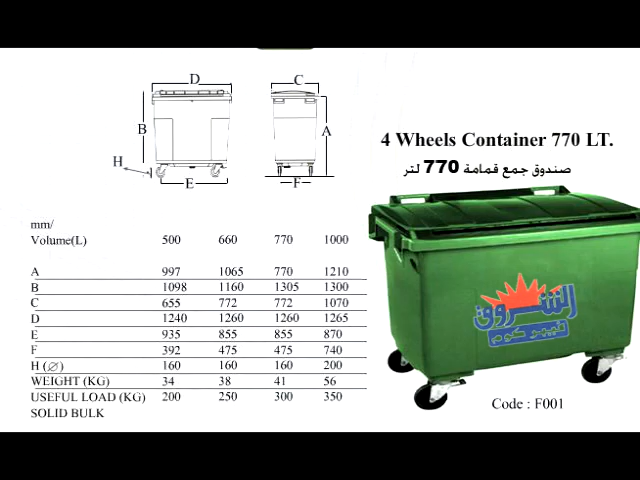 D
C
B
A
H
E
F
4 Wheels Container 770 LT.
صندوق جمع قمامة 770 لتر
mm/
Volume(L) 500 660 770 1000
A 997 1065 770 1210
B 1098 1160 1305 1300
C 655 772 772 1070
D 1240 1260 1260 1265
E 935 855 855 870
F 392 475 475 740
H (∅) 160 160 160 200
WEIGHT (KG) 34 38 41 56
USEFUL LOAD (KG) 200 250 300 350
SOLID BULK
الشروق
فيبر كوم
Code : F001